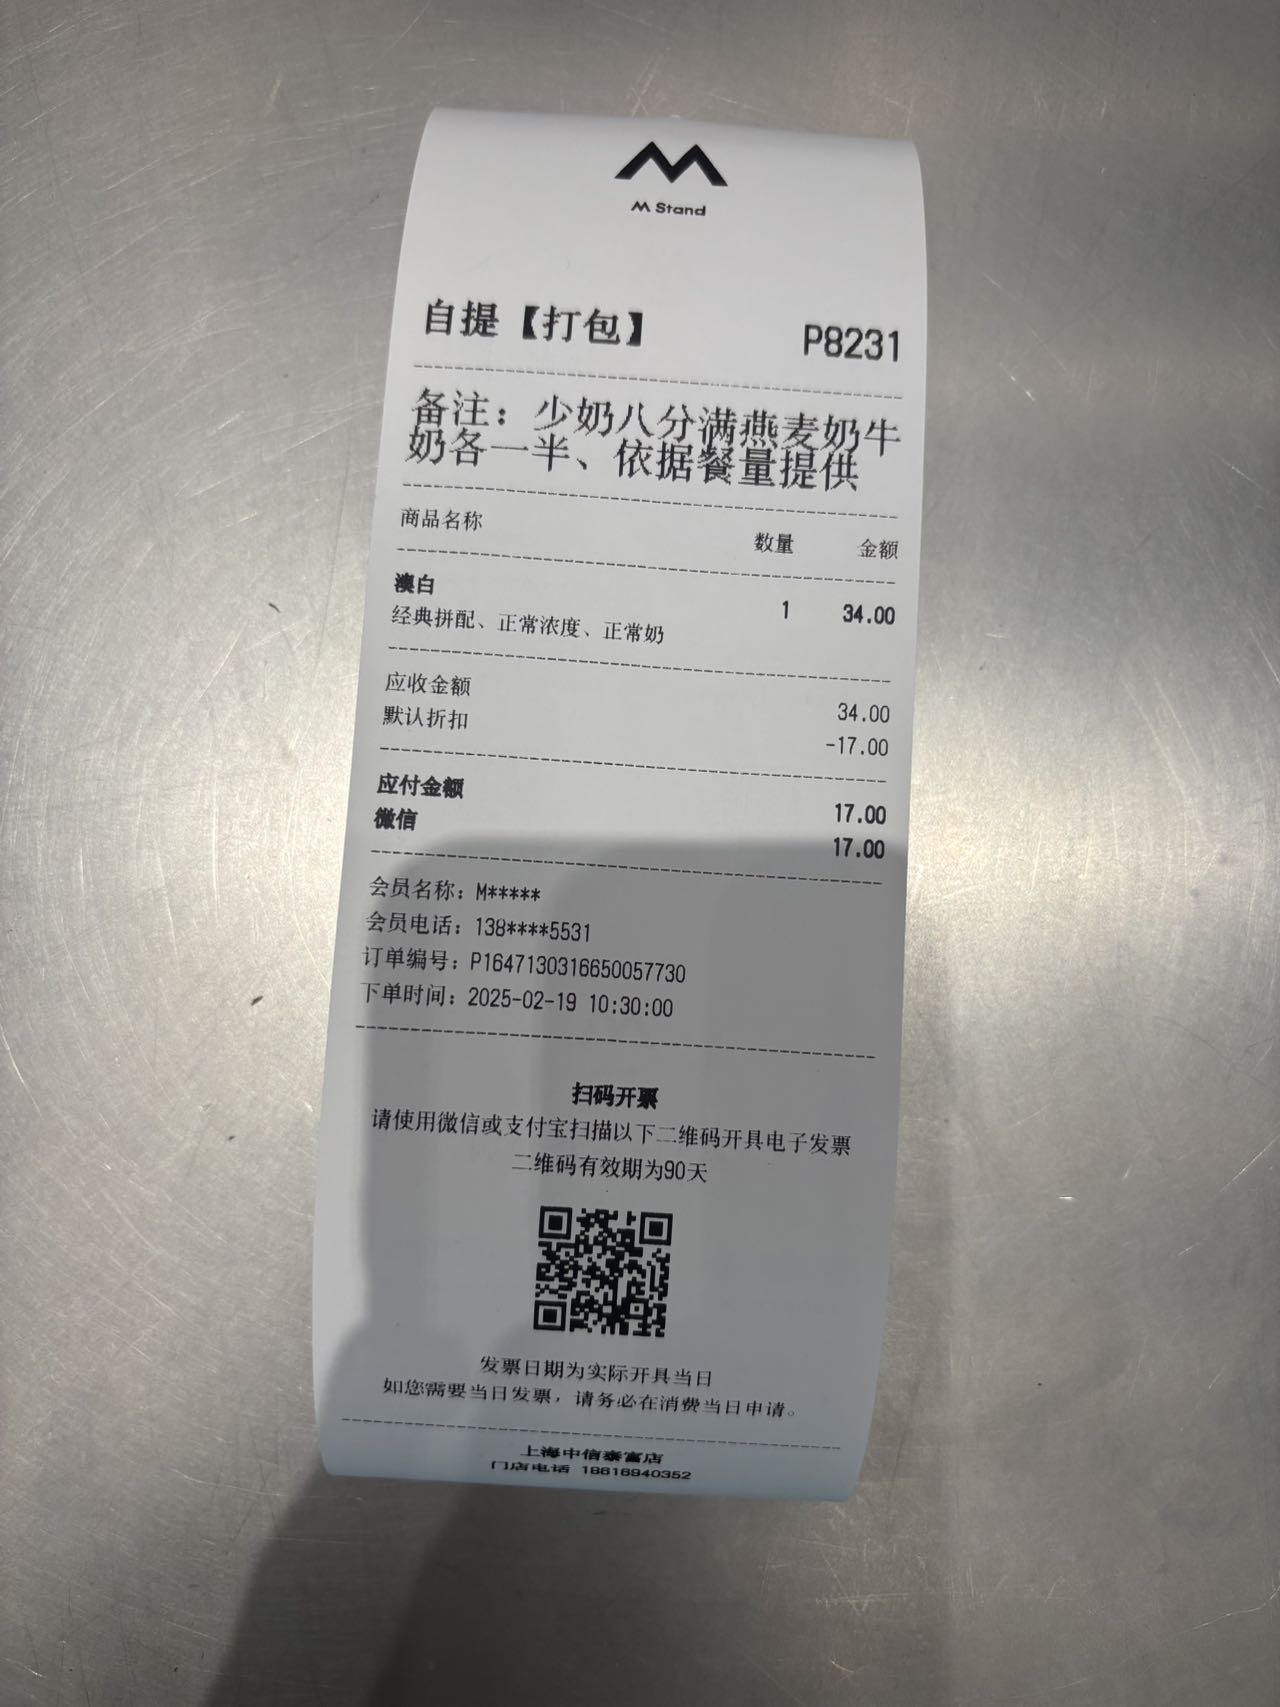 M Stand
自提【打包】 P8231
备注：少奶八分满燕麦奶牛
奶各一半、依据餐量提供
商品名称 数量 金额
澳白 1 34.00
经典拼配、正常浓度、正常奶
应收金额 34.00
默认折扣 -17.00
应付金额 17.00
微信 17.00
会员名称：M*****
会员电话：138****5531
订单编号：P1647130316650057730
下单时间：2025-02-19 10:30:00
扫码开票
请使用微信或支付宝扫描以下二维码开具电子发票
二维码有效期为90天
发票日期为实际开具当日
如您需要当日发票，请务必在消费当日申请。
上海中信泰富店
门店电话 18616940352